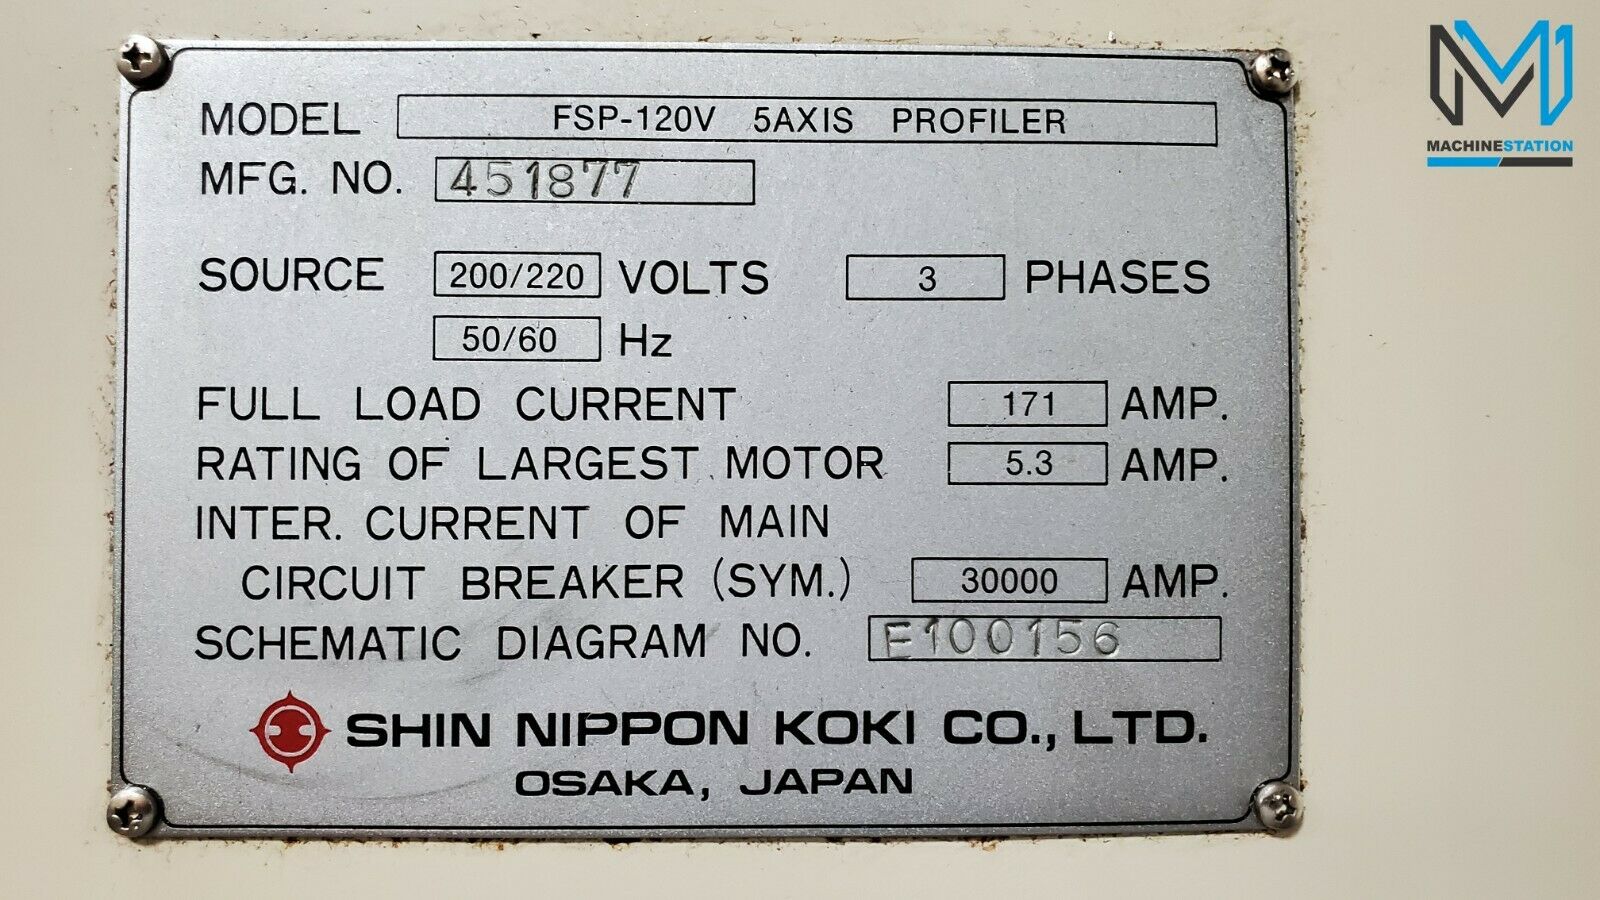 MODEL FSP-120V 5AXIS PROFILER
MFG. NO. 451877
SOURCE 200/220 VOLTS 3 PHASES
50/60 Hz
FULL LOAD CURRENT 171 AMP.
RATING OF LARGEST MOTOR 5.3 AMP.
INTER. CURRENT OF MAIN
CIRCUIT BREAKER (SYM.) 30000 AMP.
SCHEMATIC DIAGRAM NO. E100156
SHIN NIPPON KOKI CO., LTD.
OSAKA, JAPAN
MACHINESTATION